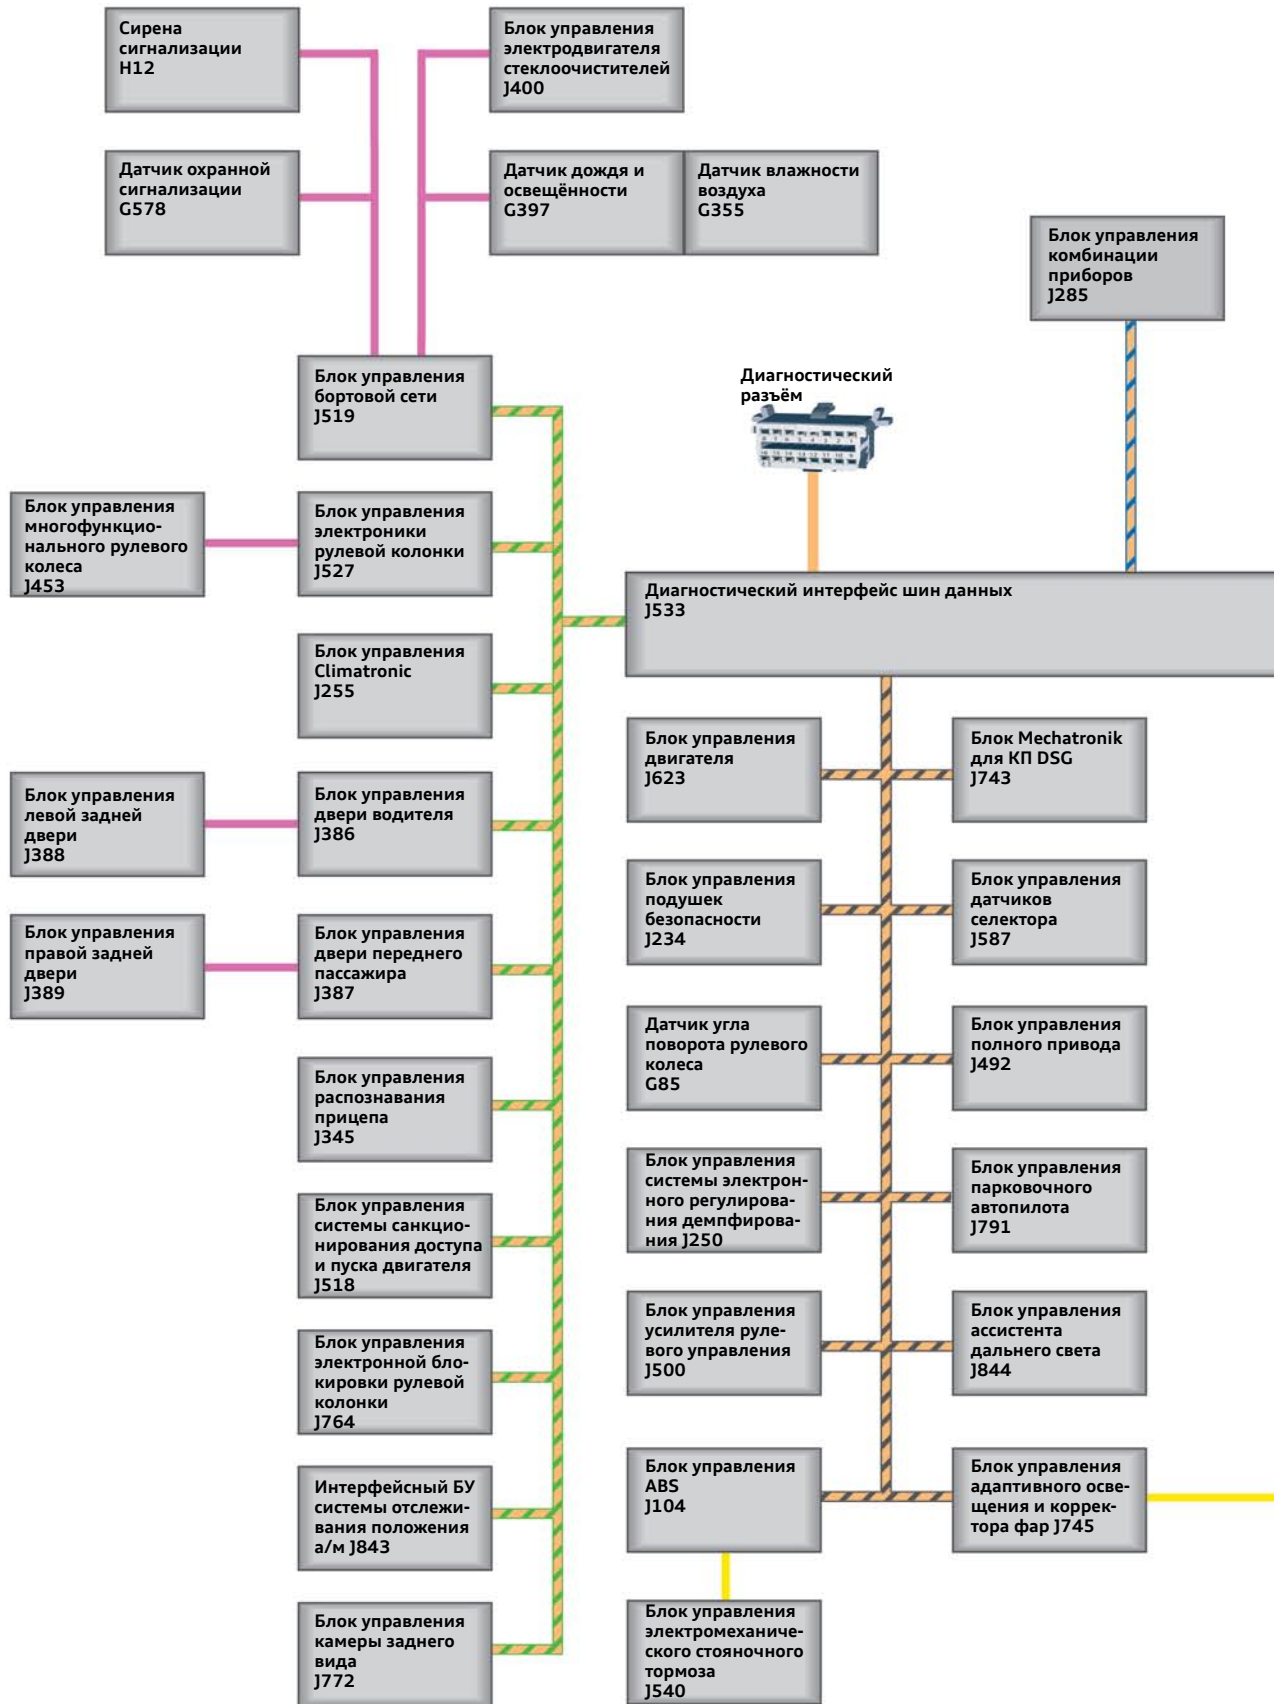 Сирена
сигнализации
H12
Блок управления
электродвигателя
стеклоочистителей
J400
Датчик охранной
сигнализации
G578
Датчик дождя и
освещённости
G397
Датчик влажности
воздуха
G355
Блок управления
комбинации
приборов
J285
Блок управления
бортовой сети
J519
Диагностический
разъём
Блок управления
многофункцио-
нального рулевого
колеса
J453
Блок управления
электроники
рулевой колонки
J527
Диагностический интерфейс шин данных
J533
Блок управления
Climatronic
J255
Блок управления
левой задней
двери
J388
Блок управления
двери водителя
J386
Блок управления
правой задней
двери
J389
Блок управления
двери переднего
пассажира
J387
Блок управления
распознавания
прицепа
J345
Блок управления
системы санкцио-
нирования доступа
и пуска двигателя
J518
Блок управления
электронной бло-
кировки рулевой
колонки
J764
Интерфейсный БУ
системы отслежи-
вания положения
а/м J843
Блок управления
камеры заднего
вида
J772
Блок управления
двигателя
J623
Блок Mechatronik
для КП DSG
J743
Блок управления
подушек
безопасности
J234
Блок управления
датчиков
селектора
J587
Датчик угла
поворота рулевого
колеса
G85
Блок управления
полного привода
J492
Блок управления
системы электрон-
ного регулирова-
ния демпфирова-
ния J250
Блок управления
парковочного
автопилота
J791
Блок управления
усилителя руле-
вого управления
J500
Блок управления
ассистента
дальнего света
J844
Блок управления
ABS
J104
Блок управления
адаптивного осве-
щения и коррек-
тора фар J745
Блок управления
электромеханиче-
ского стояночного
тормоза
J540